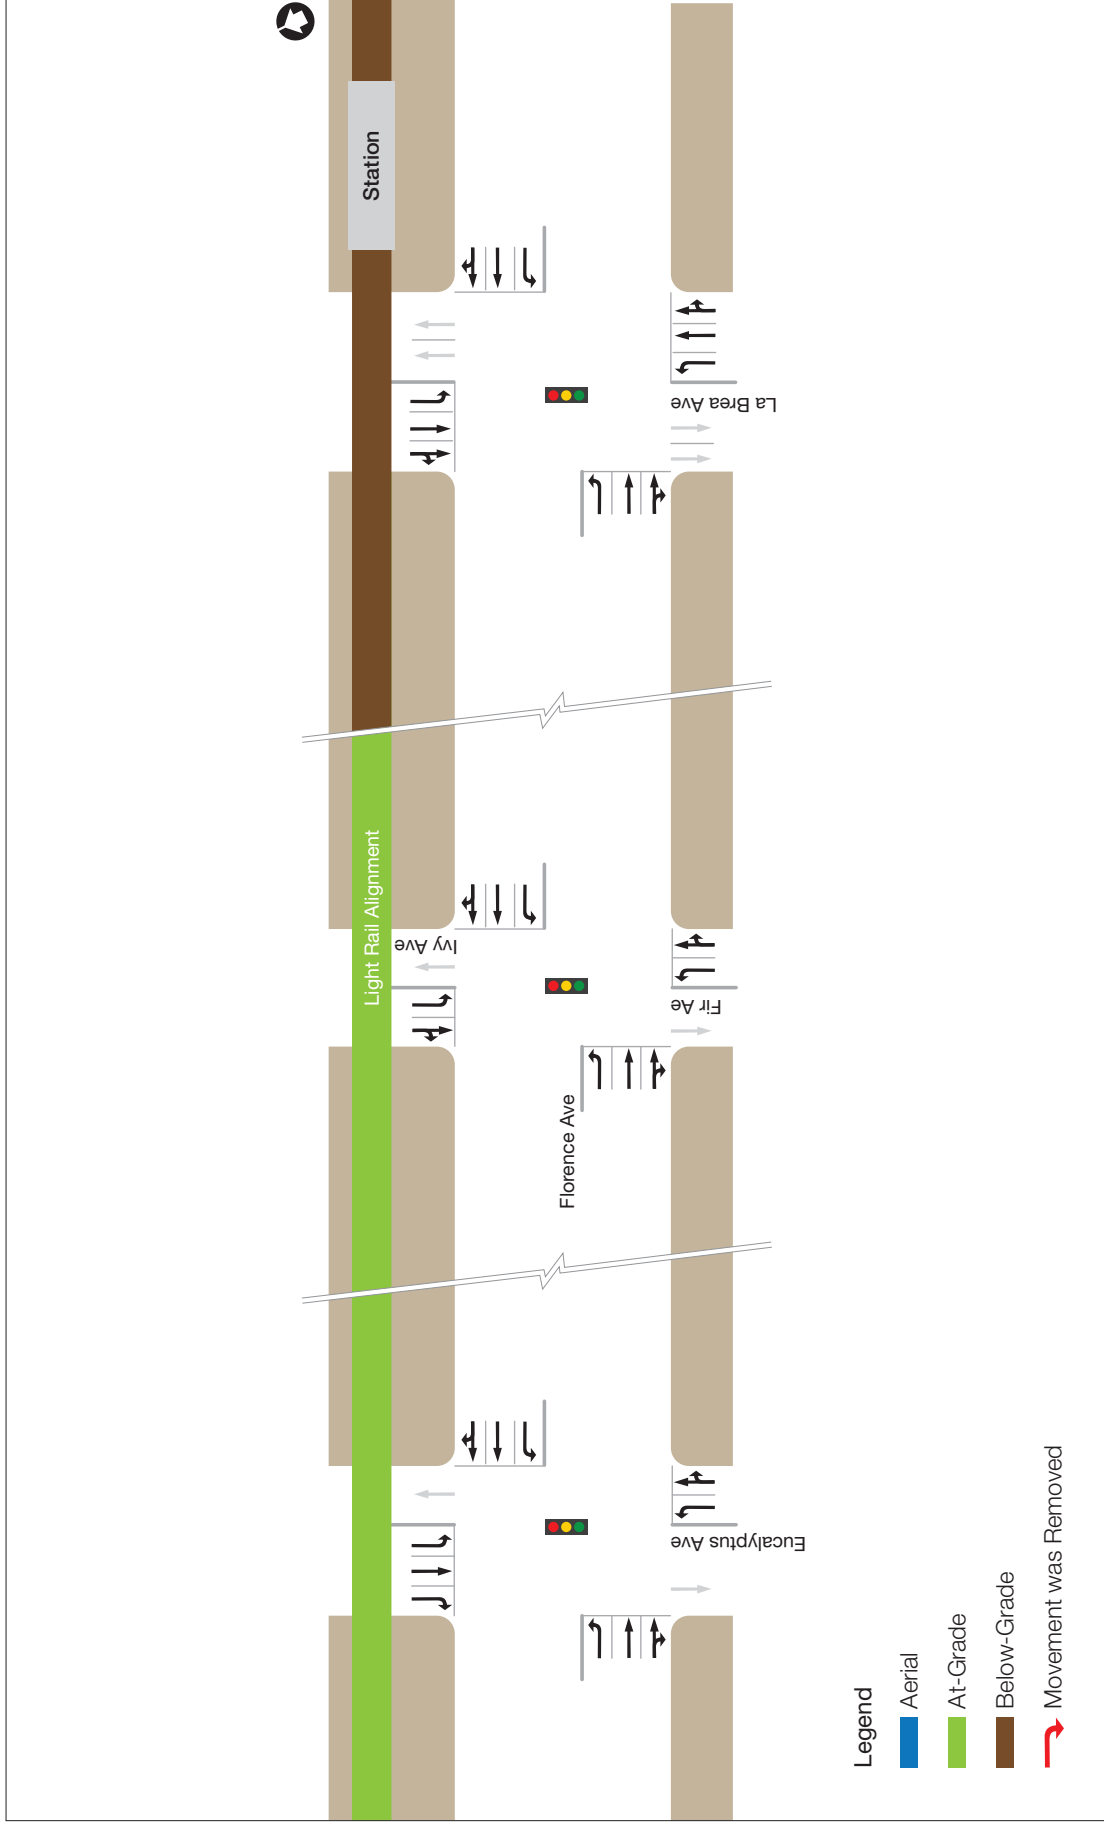 Station
La Brea Ave
Light Rail Alignment
Ivy Ave
Fir Ae
Florence Ave
Eucalyptus Ave
Legend
Aerial
At-Grade
Below-Grade
Movement was Removed